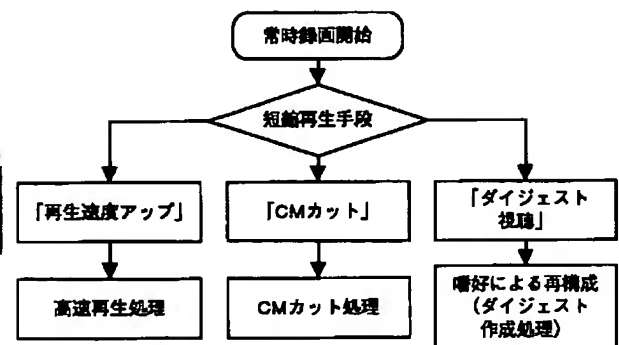 常時録画開始
短縮再生手段
「再生速度アップ」
「CMカット」
「ダイジェスト
視聴」
高速再生処理
CMカット処理
嗜好による再構成
（ダイジェスト
作成処理）